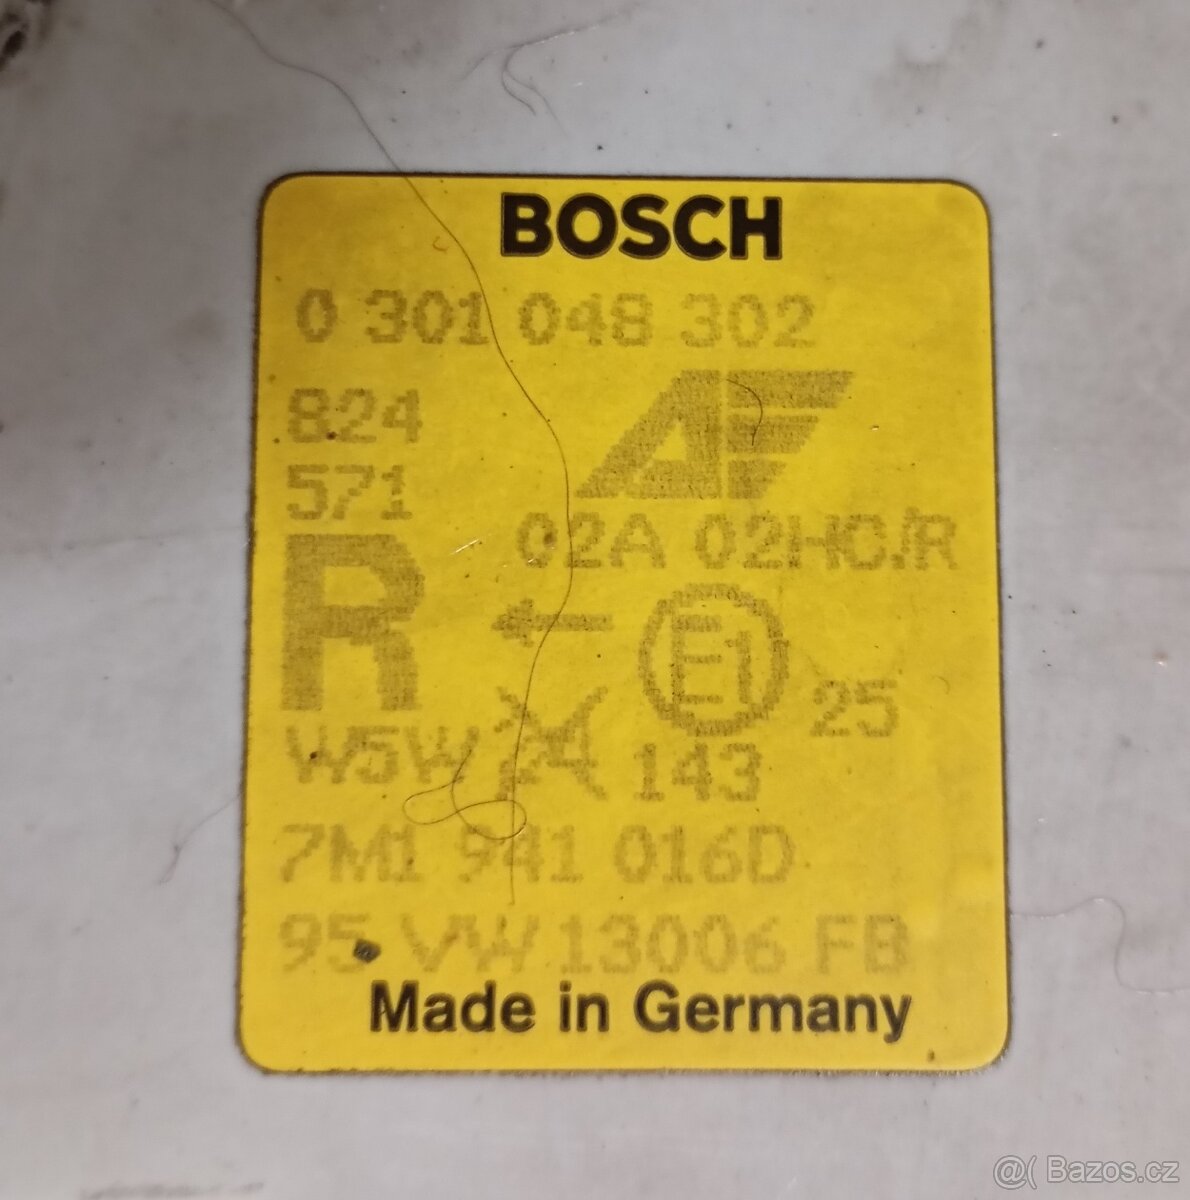 BOSCH
0 301 048 302
824
AF
571
02A 02HC/R
R
E1
25
W5W
143
7M1 941 016D
95 VW 13006 FB
Made in Germany
@( Bazos.cz